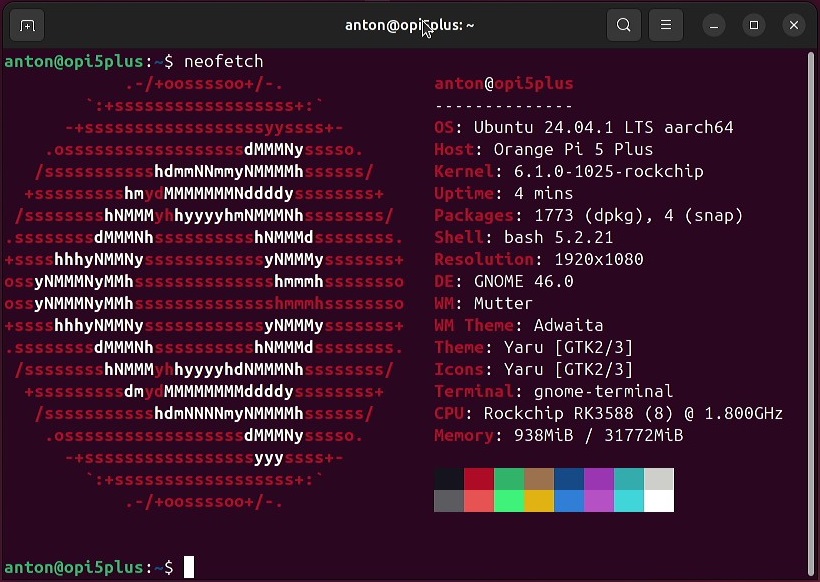 anton@opi5plus: ~
anton@opi5plus:~$ neofetch
            .-/+oossssoo+/-.               anton@opi5plus
        `:+ssssssssssssssssss+:`           --------------
      -+ssssssssssssssssssyyssss+-         OS: Ubuntu 24.04.1 LTS aarch64
    .ossssssssssssssssssdMMMNysssso.       Host: Orange Pi 5 Plus
   /ssssssssssshdmmNNmmyNMMMMhssssss/      Kernel: 6.1.0-1025-rockchip
  +ssssssssshmydMMMMMMMNddddyssssssss+     Uptime: 4 mins
 /sssssssshNMMMyhhyyyyhmNMMMNhssssssss/    Packages: 1773 (dpkg), 4 (snap)
.ssssssssdMMMNhsssssssssshNMMMdssssssss.   Shell: bash 5.2.21
+sssshhhyNMMNyssssssssssssyNMMMysssssss+   Resolution: 1920x1080
ossyNMMMNyMMhsssssssssssssshmmmhssssssso   DE: GNOME 46.0
ossyNMMMNyMMhsssssssssssssshmmmhssssssso   WM: Mutter
+sssshhhyNMMNyssssssssssssyNMMMysssssss+   WM Theme: Adwaita
.ssssssssdMMMNhsssssssssshNMMMdssssssss.   Theme: Yaru [GTK2/3]
 /sssssssshNMMMyhhyyyyhdNMMMNhssssssss/    Icons: Yaru [GTK2/3]
  +sssssssssdmydMMMMMMMMddddyssssssss+     Terminal: gnome-terminal
   /ssssssssssshdmNNNNmyNMMMMhssssss/      CPU: Rockchip RK3588 (8) @ 1.800GHz
    .ossssssssssssssssssdMMMNysssso.       Memory: 938MiB / 31772MiB
      -+sssssssssssssssssyyyssss+-
        `:+ssssssssssssssssss+:`
            .-/+oossssoo+/-.
anton@opi5plus:~$